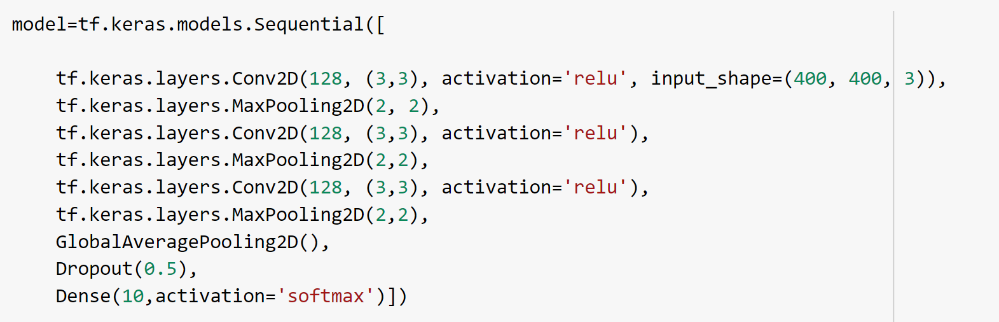 model=tf.keras.models.Sequential([
    tf.keras.layers.Conv2D(128, (3,3), activation='relu', input_shape=(400, 400, 3)),
    tf.keras.layers.MaxPooling2D(2, 2),
    tf.keras.layers.Conv2D(128, (3,3), activation='relu'),
    tf.keras.layers.MaxPooling2D(2,2),
    tf.keras.layers.Conv2D(128, (3,3), activation='relu'),
    tf.keras.layers.MaxPooling2D(2,2),
    GlobalAveragePooling2D(),
    Dropout(0.5),
    Dense(10,activation='softmax')])